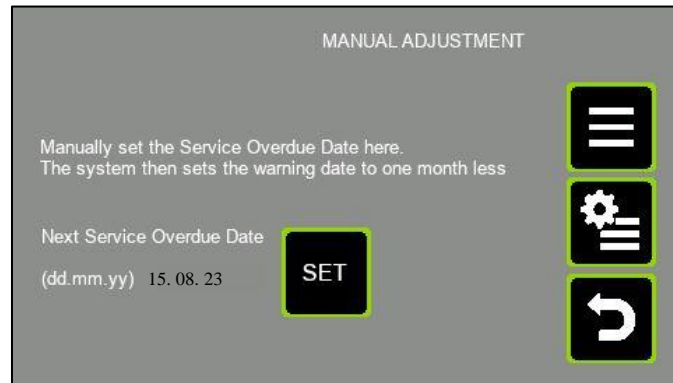 MANUAL ADJUSTMENT
Manually set the Service Overdue Date here.
The system then sets the warning date to one month less
Next Service Overdue Date
(dd.mm.yy) 15. 08. 23
SET